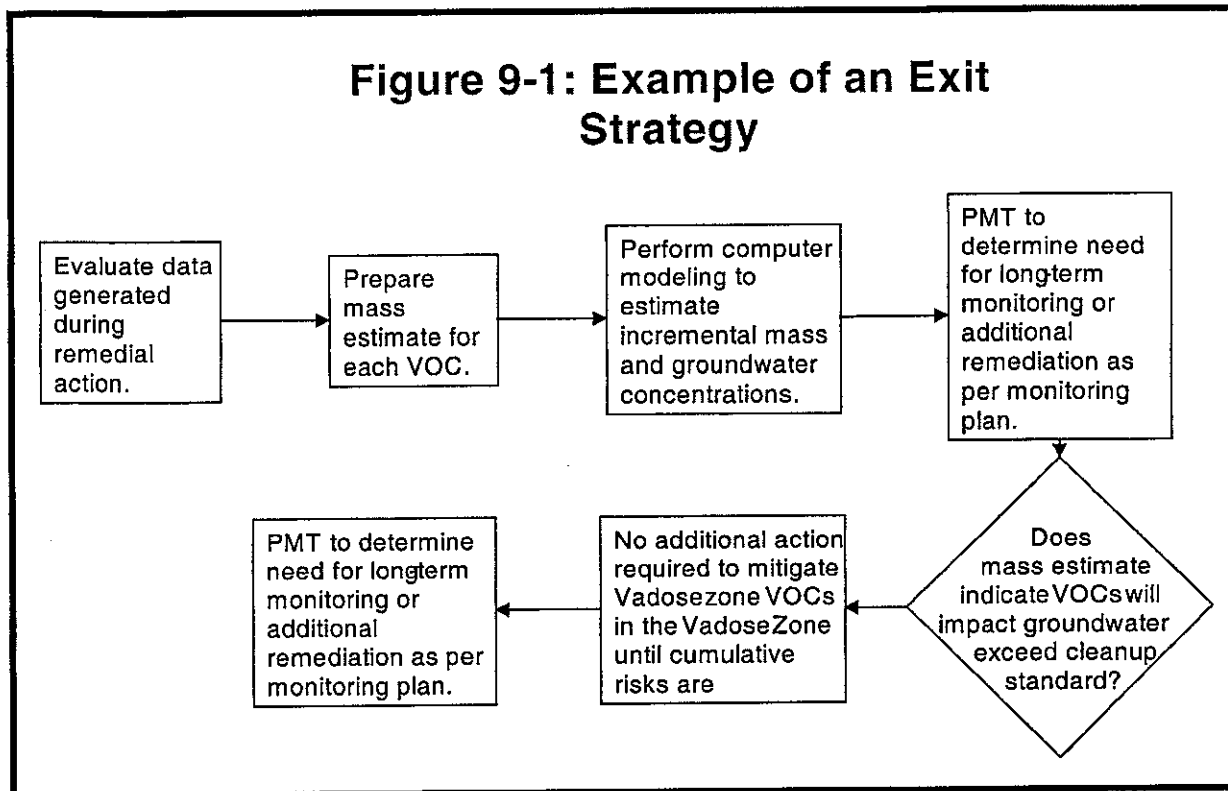 Figure 9-1: Example of an Exit
Strategy
Evaluate data
generated
during
remedial
action.
Prepare
mass
estimate for
each VOC.
Perform computer
modeling to
estimate
incremental mass
and groundwater
concentrations.
PMT to
determine need
for long-term
monitoring or
additional
remediation as
per monitoring
plan.
Does
mass estimate
indicate VOCs will
impact groundwater
exceed cleanup
standard?
No additional action
required to mitigate
Vadosezone VOCs
in the VadoseZone
until cumulative
risks are
PMT to determine
need for longterm
monitoring or
additional
remediation as per
monitoring plan.